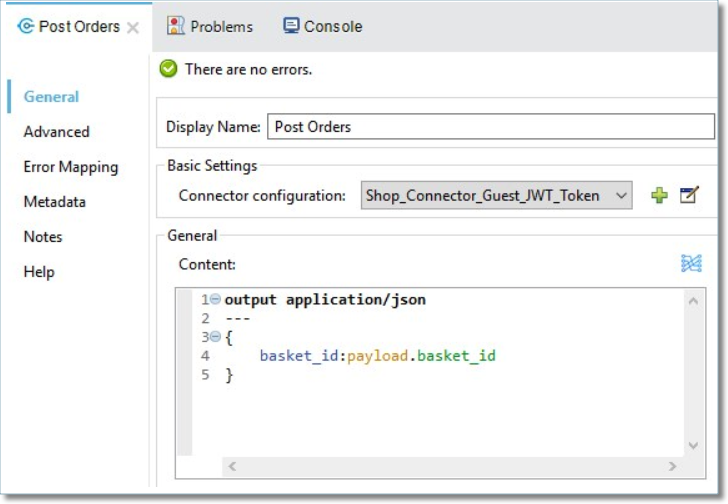 Post Orders
Problems
Console
There are no errors.
General
Advanced
Error Mapping
Metadata
Notes
Help
Display Name: Post Orders
Basic Settings
Connector configuration: Shop_Connector_Guest_JWT_Token
General
Content:
1 output application/json
2 ---
3 {
4 basket_id:payload.basket_id
5 }